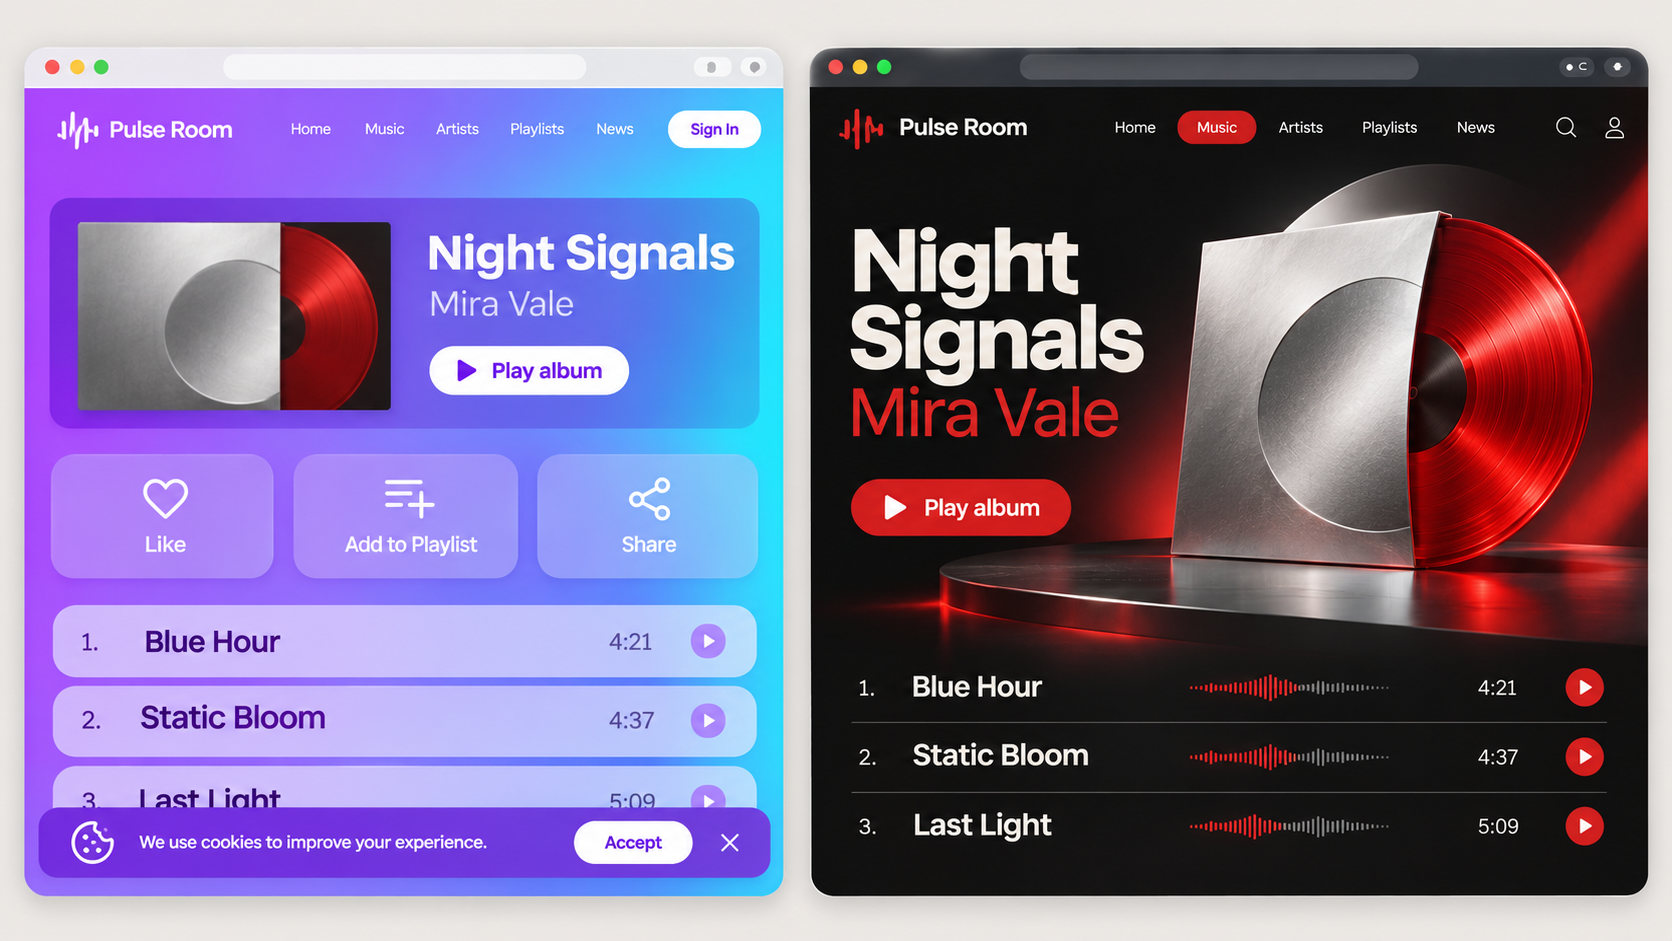 Pulse Room
Home Music Artists Playlists News Sign In
Night Signals
Mira Vale
Play album
Like
Add to Playlist
Share
1. Blue Hour 4:21
2. Static Bloom 4:37
3. Last Light 5:09
We use cookies to improve your experience. Accept
Pulse Room
Home Music Artists Playlists News
Night
Signals
Mira Vale
Play album
1. Blue Hour 4:21
2. Static Bloom 4:37
3. Last Light 5:09